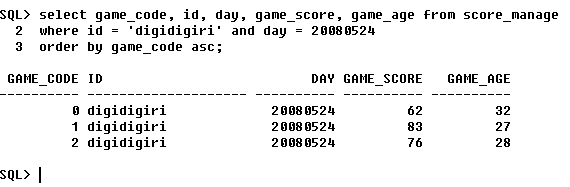 SQL> select game_code, id, day, game_score, game_age from score_manage
2 where id = 'digidigiri' and day = 20080524
3 order by game_code asc;
GAME_CODE ID DAY GAME_SCORE GAME_AGE
---------- -------------------- ---------- ---------- ----------
0 digidigiri 20080524 62 32
1 digidigiri 20080524 83 27
2 digidigiri 20080524 76 28
SQL>